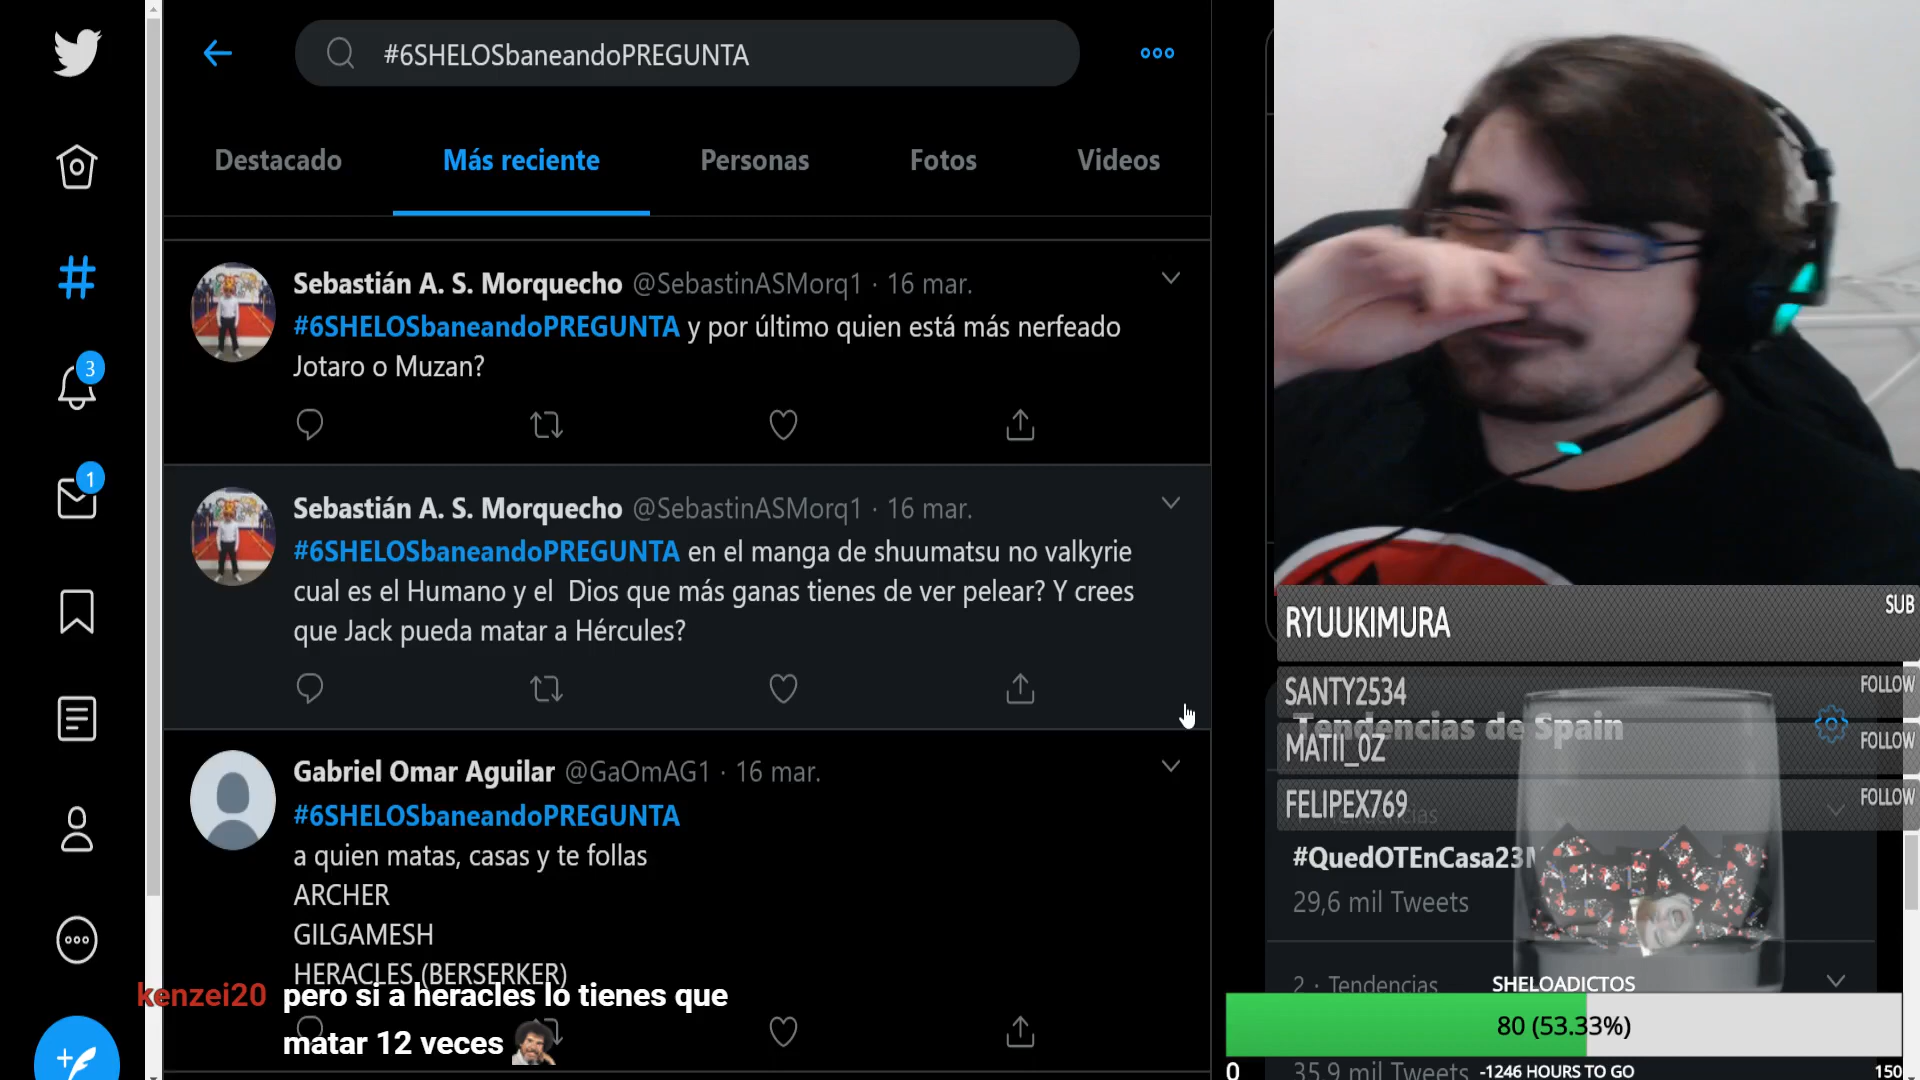 #6SHELOSbaneandoPREGUNTA
Destacado
Más reciente
Personas
Fotos
Videos
3
1
Sebastián A. S. Morquecho @SebastinASMorq1 · 16 mar.
#6SHELOSbaneandoPREGUNTA y por último quien está más nerfeado
Jotaro o Muzan?
Sebastián A. S. Morquecho @SebastinASMorq1 · 16 mar.
#6SHELOSbaneandoPREGUNTA en el manga de shuumatsu no valkyrie
cual es el Humano y el Dios que más ganas tienes de ver pelear? Y crees
que Jack pueda matar a Hércules?
Gabriel Omar Aguilar @GaOmAG1 · 16 mar.
#6SHELOSbaneandoPREGUNTA
a quien matas, casas y te follas
ARCHER
GILGAMESH
HERACLES (BERSERKER)
kenzei20 pero si a heracles lo tienes que
matar 12 veces
RYUUKIMURA SUB
SANTY2534 FOLLOW
Tendencias de Spain
MATII_0Z FOLLOW
FELIPEX769 FOLLOW
#QuedOTEnCasa23M
29,6 mil Tweets
2 · Tendencias
SHELOADICTOS
80 (53.33%)
35,9 mil Tweets
0 -1246 HOURS TO GO 150